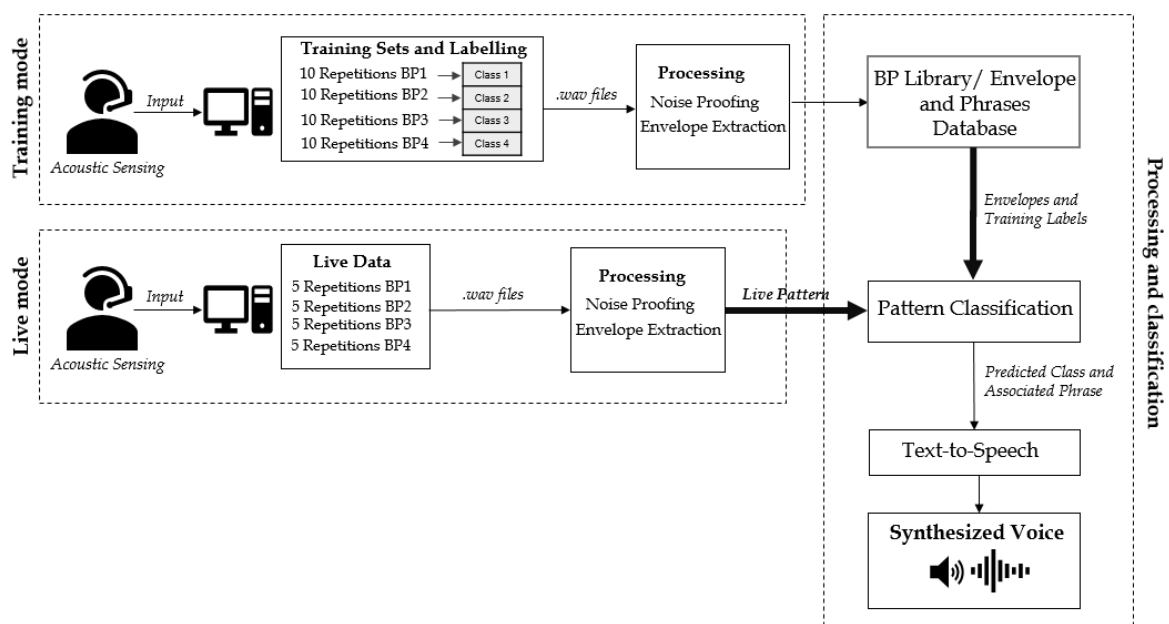 Training mode
Input
Acoustic Sensing
Training Sets and Labelling
10 Repetitions BP1
Class 1
10 Repetitions BP2
Class 2
10 Repetitions BP3
Class 3
10 Repetitions BP4
Class 4
.wav files
Processing
Noise Proofing
Envelope Extraction
Live mode
Input
Acoustic Sensing
Live Data
5 Repetitions BP1
5 Repetitions BP2
5 Repetitions BP3
5 Repetitions BP4
.wav files
Processing
Noise Proofing
Envelope Extraction
Live Pattern
Processing and classification
BP Library/ Envelope
and Phrases
Database
Envelopes and
Training Labels
Pattern Classification
Predicted Class and
Associated Phrase
Text-to-Speech
Synthesized Voice